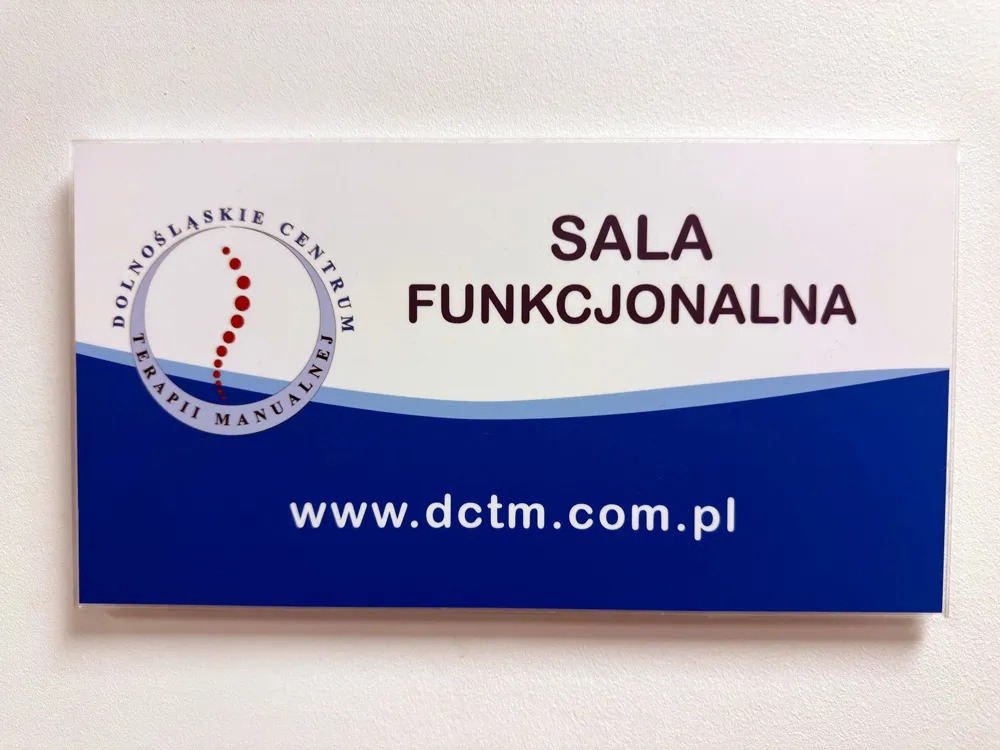 DOLNOŚLĄSKIE CENTRUM
TERAPII MANUALNEJ
SALA
FUNKCJONALNA
www.dctm.com.pl